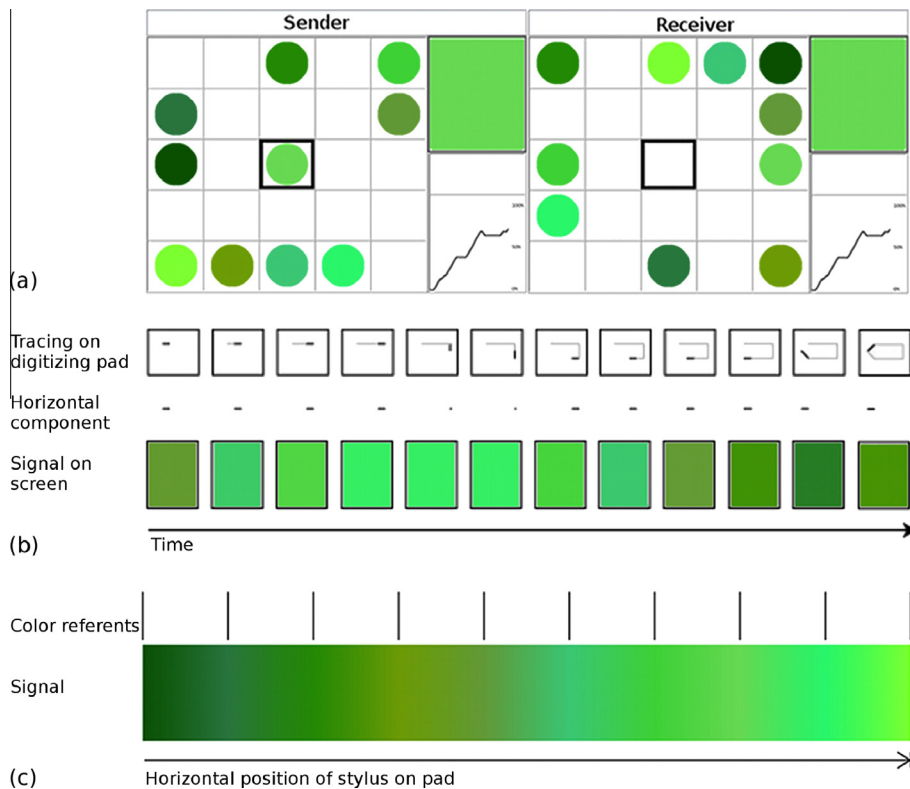 Sender
Receiver
100%
50%
0%
100%
50%
0%
(a)
Tracing on
digitizing pad
Horizontal
component
Signal on
screen
(b)
Time
Color referents
Signal
(c)
Horizontal position of stylus on pad